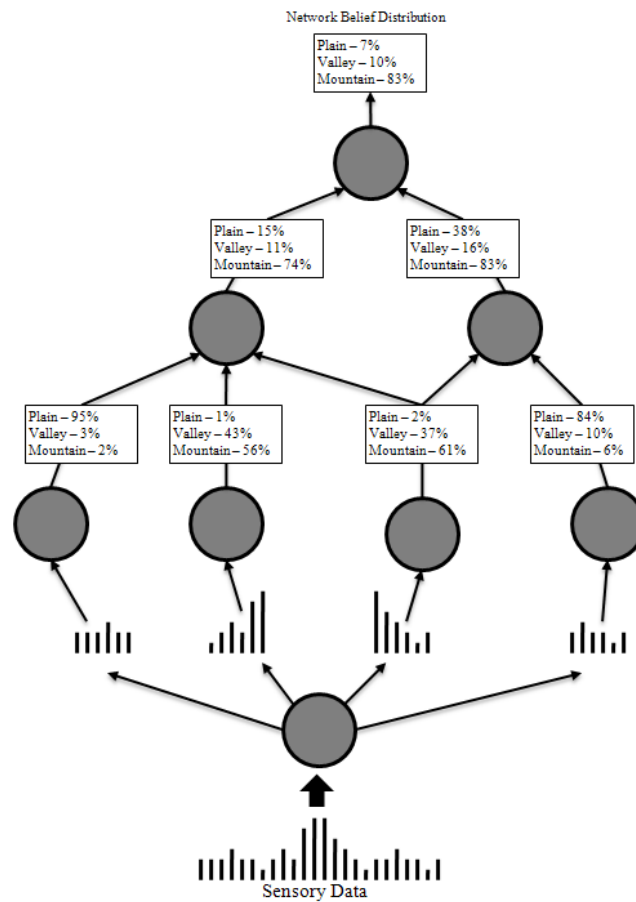 Network Belief Distribution
Plain – 7%
Valley – 10%
Mountain – 83%
Plain – 15%
Valley – 11%
Mountain – 74%
Plain – 38%
Valley – 16%
Mountain – 83%
Plain – 95%
Valley – 3%
Mountain – 2%
Plain – 1%
Valley – 43%
Mountain – 56%
Plain – 2%
Valley – 37%
Mountain – 61%
Plain – 84%
Valley – 10%
Mountain – 6%
Sensory Data